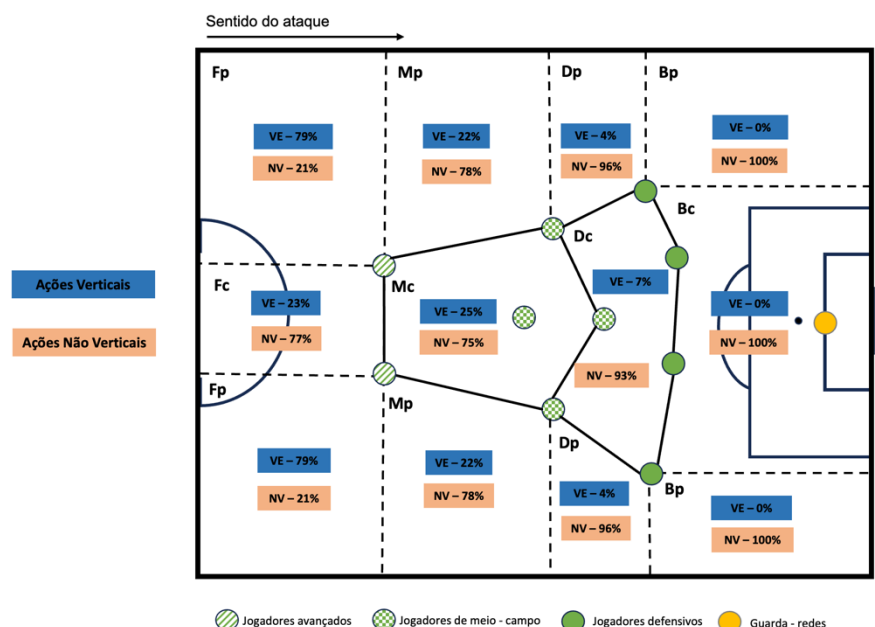 Sentido do ataque
Fp
Mp
Dp
Bp
VE – 79%
NV – 21%
VE – 22%
NV – 78%
VE – 4%
NV – 96%
VE – 0%
NV – 100%
Dc
Bc
Ações Verticais
Ações Não Verticais
Fc
VE – 23%
NV – 77%
Mc
VE – 25%
NV – 75%
VE – 7%
NV – 93%
VE – 0%
NV – 100%
Fp
Mp
Dp
Bp
VE – 79%
NV – 21%
VE – 22%
NV – 78%
VE – 4%
NV – 96%
VE – 0%
NV – 100%
Jogadores avançados
Jogadores de meio - campo
Jogadores defensivos
Guarda - redes